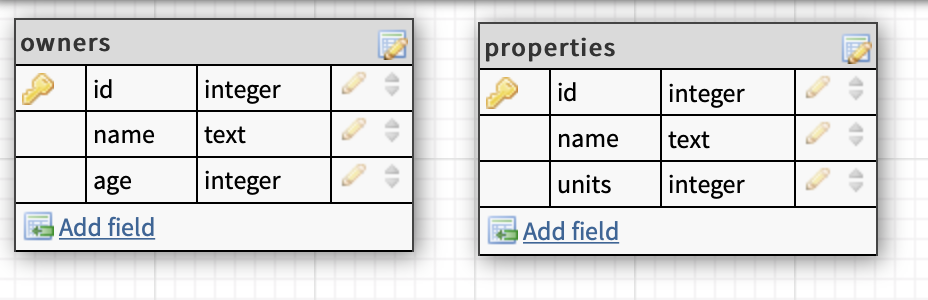 owners
id integer
name text
age integer
Add field
properties
id integer
name text
units integer
Add field